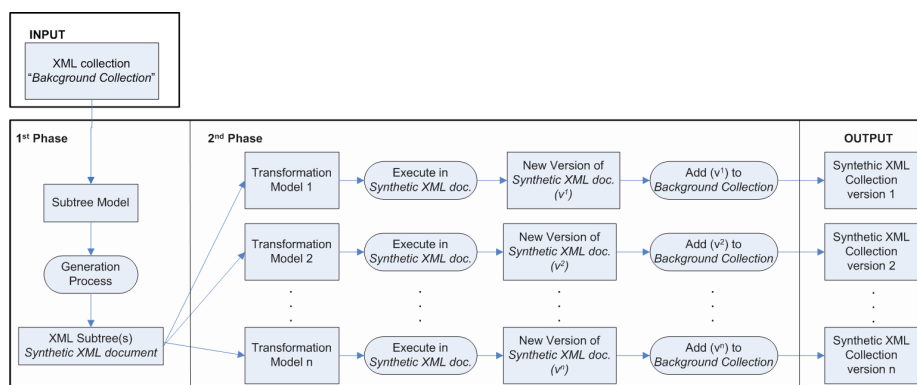 INPUT
XML collection
“Bakcground Collection”
1st Phase
2nd Phase
OUTPUT
Subtree Model
Generation
Process
XML Subtree(s)
Synthetic XML document
Transformation
Model 1
Execute in
Synthetic XML doc.
New Version of
Synthetic XML doc.
(v1)
Add (v1) to
Background Collection
Syntethic XML
Collection
version 1
Transformation
Model 2
Execute in
Synthetic XML doc.
New Version of
Synthetic XML doc.
(v2)
Add (v2) to
Background Collection
Synthetic XML
Collection
version 2
Transformation
Model n
Execute in
Synthetic XML doc.
New Version of
Synthetic XML doc.
(vn)
Add (vn) to
Background Collection
Synthetic XML
Collection
version n